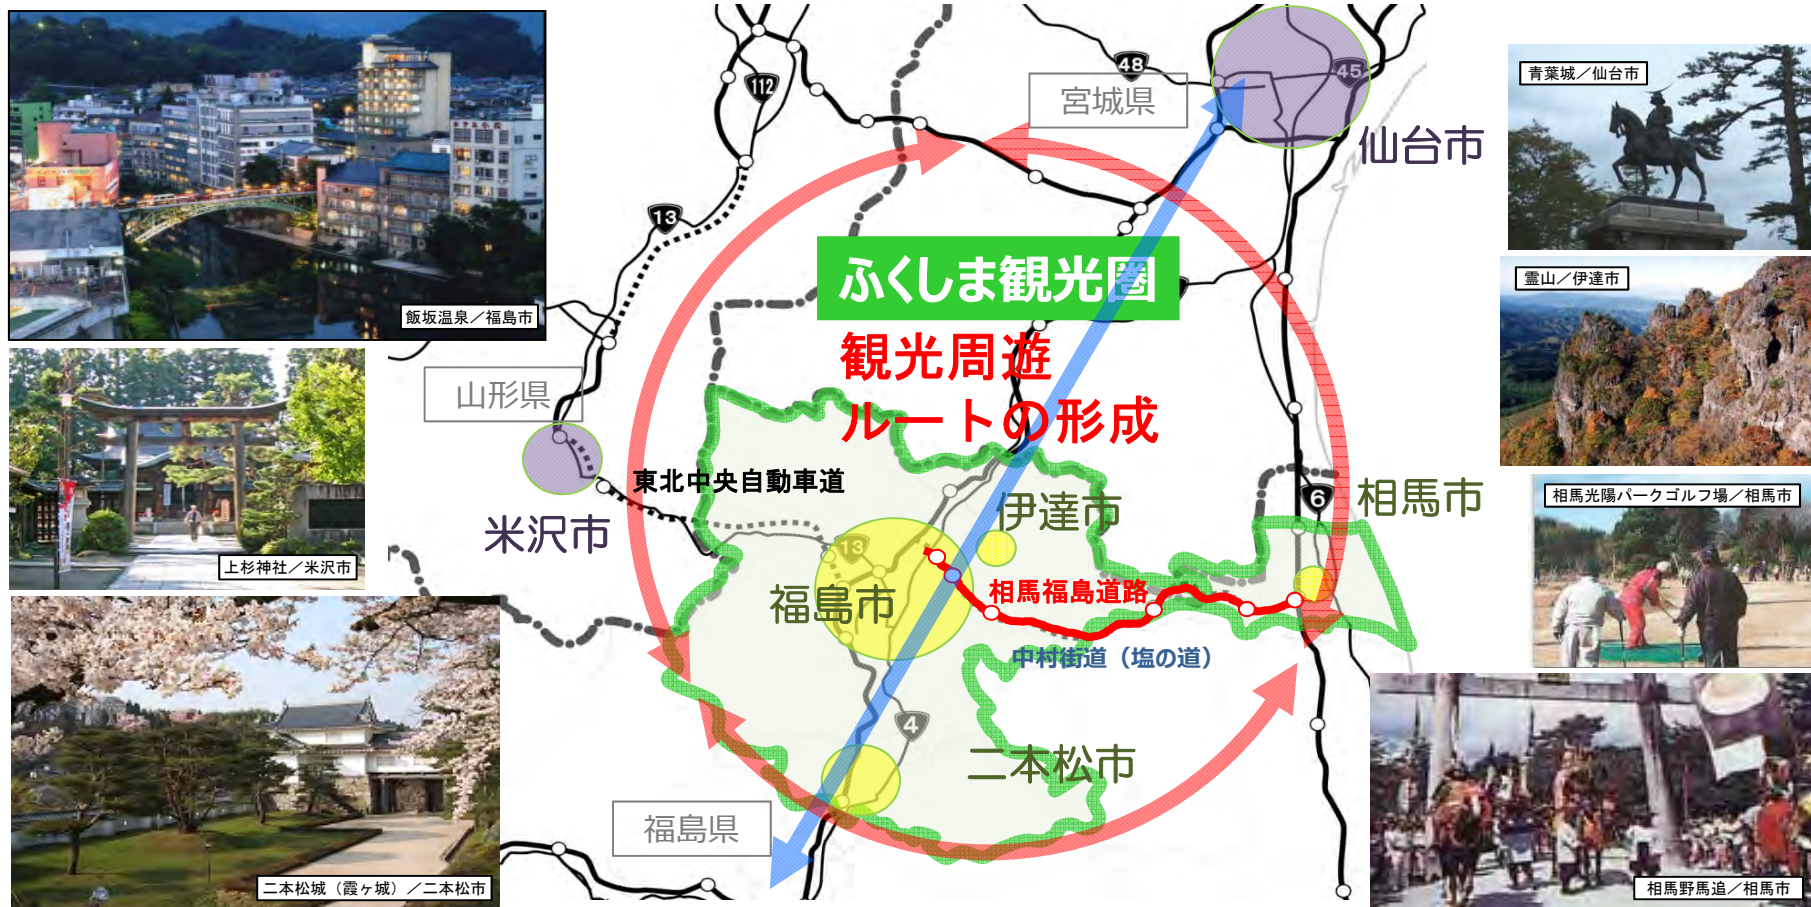 飯坂温泉／福島市
上杉神社／米沢市
二本松城（霞ヶ城）／二本松市
宮城県
48
45
112
13
仙台市
ふくしま観光圏
観光周遊
ルートの形成
山形県
東北中央自動車道
米沢市
伊達市
相馬市
6
13
福島市
相馬福島道路
中村街道（塩の道）
4
二本松市
福島県
青葉城／仙台市
霊山／伊達市
相馬光陽パークゴルフ場／相馬市
相馬野馬追／相馬市